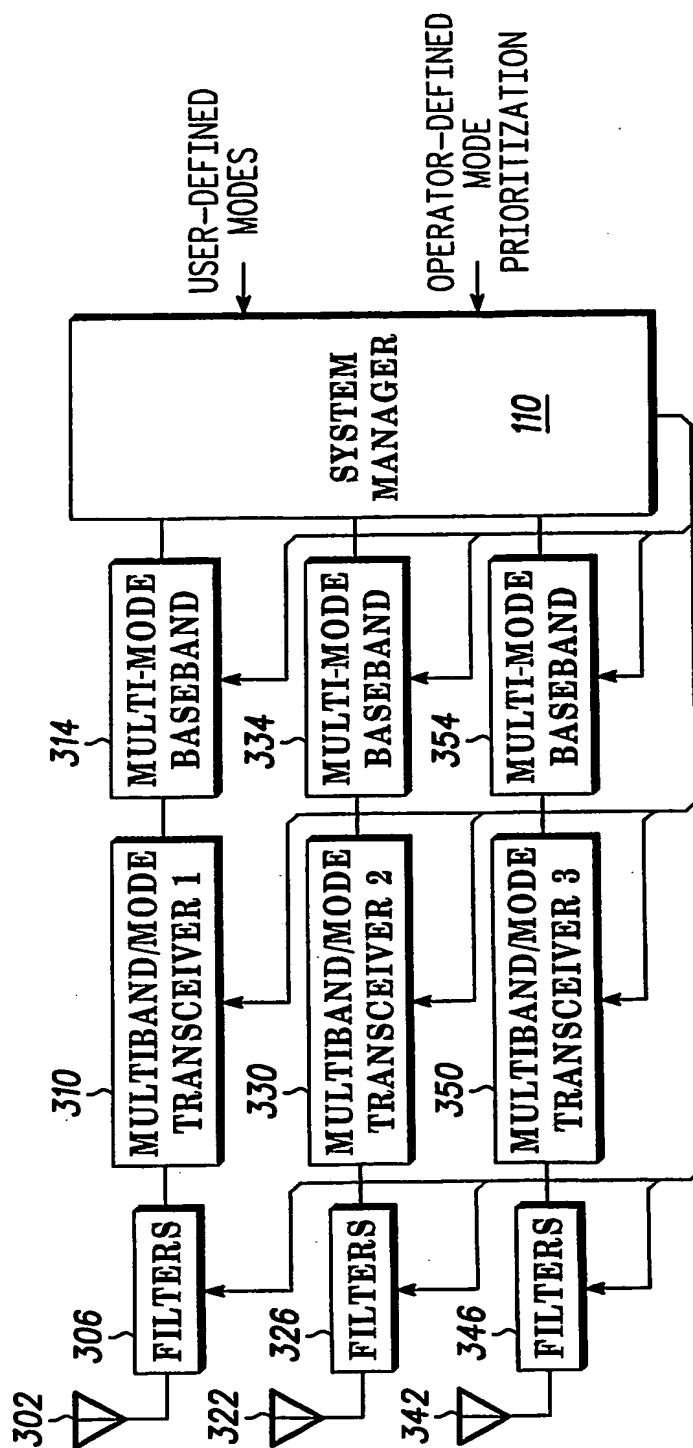 USER-DEFINED
MODES
OPERATOR-DEFINED
MODE
PRIORITIZATION
SYSTEM
MANAGER
110
302
306
FILTERS
310
MULTIBAND/MODE
TRANSCEIVER 1
314
MULTI-MODE
BASEBAND
322
326
FILTERS
330
MULTIBAND/MODE
TRANSCEIVER 2
334
MULTI-MODE
BASEBAND
342
346
FILTERS
350
MULTIBAND/MODE
TRANSCEIVER 3
354
MULTI-MODE
BASEBAND